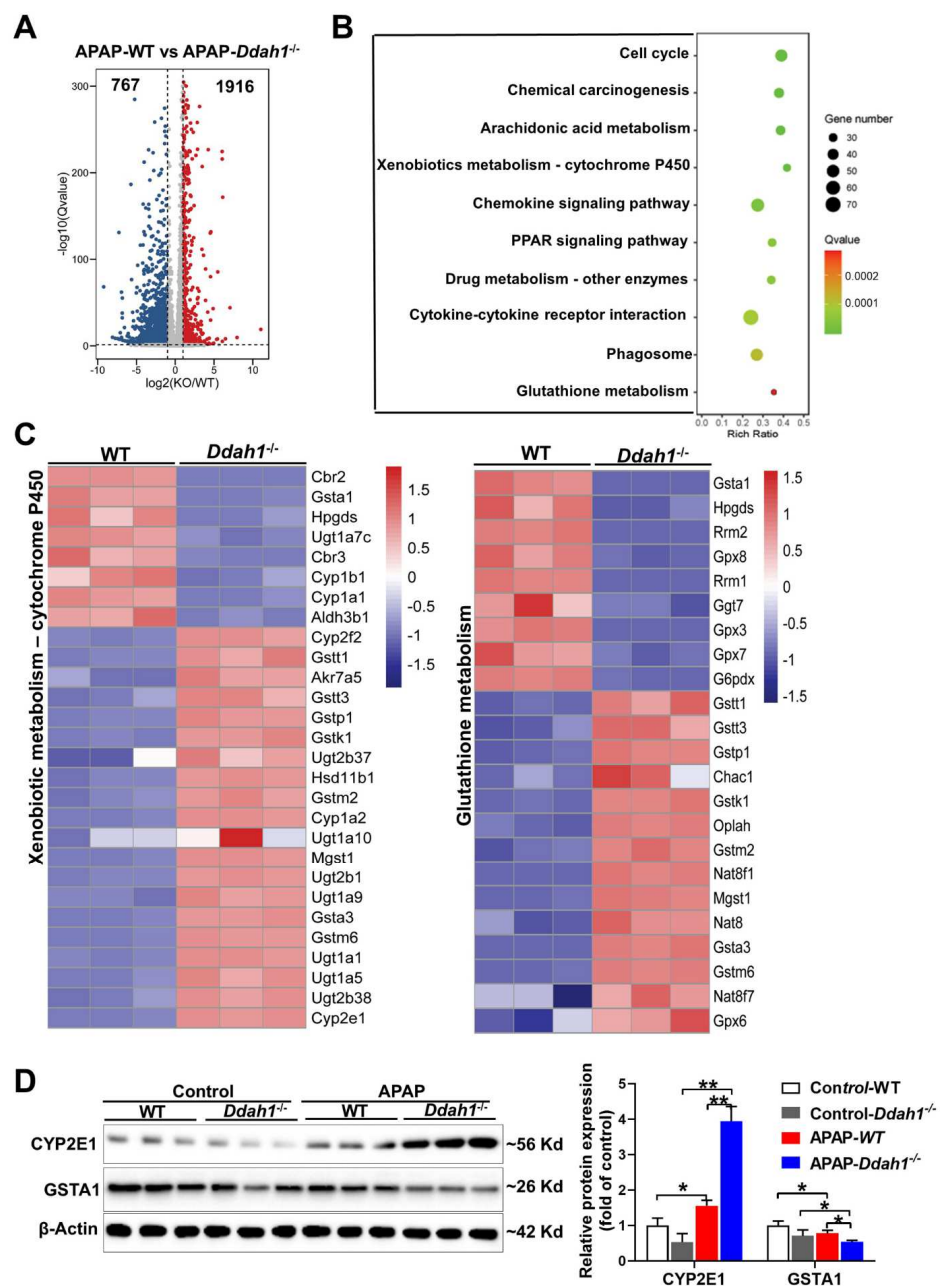 A
APAP-WT vs APAP-Ddah1-/-
767
1916
300
200
100
0
-log10(Qvalue)
-10
-5
0
5
10
log2(KO/WT)
B
Cell cycle
Chemical carcinogenesis
Arachidonic acid metabolism
Xenobiotics metabolism - cytochrome P450
Chemokine signaling pathway
PPAR signaling pathway
Drug metabolism - other enzymes
Cytokine-cytokine receptor interaction
Phagosome
Glutathione metabolism
0.0 0.1 0.2 0.3 0.4 0.5
Rich Ratio
Gene number
30
40
50
60
70
Qvalue
0.0002
0.0001
C
Xenobiotic metabolism – cytochrome P450
WT
Ddah1-/-
Cbr2
Gsta1
Hpgds
Ugt1a7c
Cbr3
Cyp1b1
Cyp1a1
Aldh3b1
Cyp2f2
Gstt1
Akr7a5
Gstt3
Gstp1
Gstk1
Ugt2b37
Hsd11b1
Gstm2
Cyp1a2
Ugt1a10
Mgst1
Ugt2b1
Ugt1a9
Gsta3
Gstm6
Ugt1a1
Ugt1a5
Ugt2b38
Cyp2e1
1.5
1
0.5
0
-0.5
-1
-1.5
Glutathione metabolism
WT
Ddah1-/-
Gsta1
Hpgds
Rrm2
Gpx8
Rrm1
Ggt7
Gpx3
Gpx7
G6pdx
Gstt1
Gstt3
Gstp1
Chac1
Gstk1
Oplah
Gstm2
Nat8f1
Mgst1
Nat8
Gsta3
Gstm6
Nat8f7
Gpx6
1.5
1
0.5
0
-0.5
-1
-1.5
D
Control
APAP
WT
Ddah1-/-
WT
Ddah1-/-
CYP2E1
~56 Kd
GSTA1
~26 Kd
β-Actin
~42 Kd
Relative protein expression
(fold of control)
5
4
3
2
1
0
*
**
**
*
*
*
CYP2E1
GSTA1
Control-WT
Control-Ddah1-/-
APAP-WT
APAP-Ddah1-/-